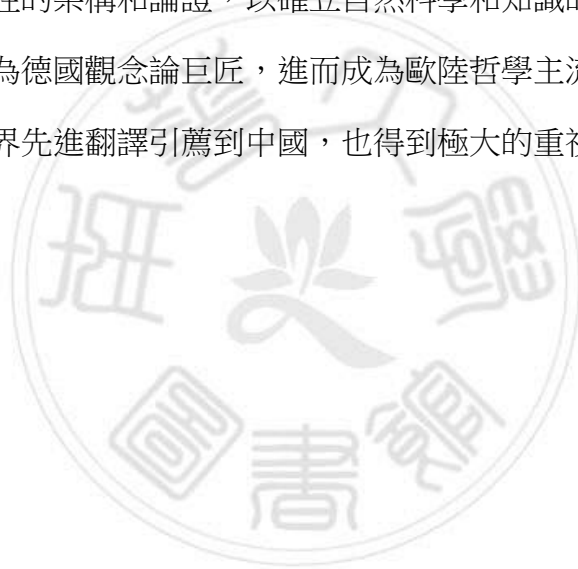 性的架構和論證，以確立自然科學和知識的
為德國觀念論巨匠，進而成為歐陸哲學主流
界先進翻譯引薦到中國，也得到極大的重視